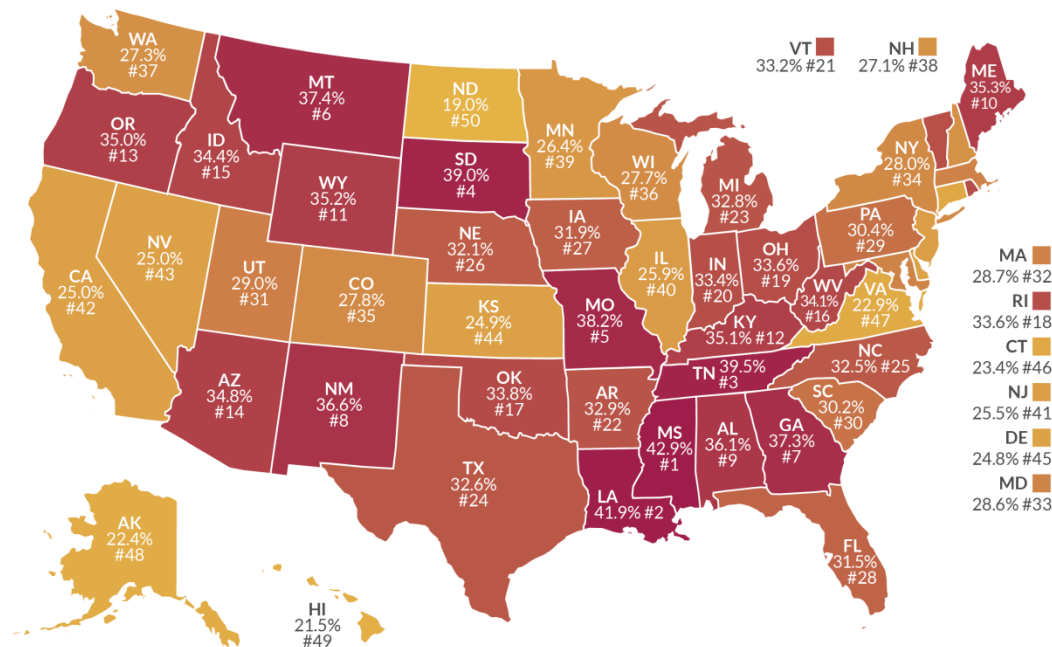 WA
27.3%
#37
MT
37.4%
#6
ND
19.0%
#50
VT
33.2% #21
NH
27.1% #38
ME
35.3%
#10
OR
35.0%
#13
ID
34.4%
#15
MN
26.4%
#39
WI
27.7%
#36
NY
28.0%
#34
SD
39.0%
#4
WY
35.2%
#11
MI
32.8%
#23
IA
31.9%
#27
NE
32.1%
#26
PA
30.4%
#29
NV
25.0%
#43
CA
25.0%
#42
UT
29.0%
#31
CO
27.8%
#35
IL
25.9%
#40
IN
33.4%
#20
OH
33.6%
#19
WV
34.1%
#16
VA
22.9%
#47
MA
28.7% #32
RI
33.6% #18
CT
23.4% #46
NJ
25.5% #41
DE
24.8% #45
MD
28.6% #33
KS
24.9%
#44
MO
38.2%
#5
KY
35.1% #12
NC
32.5% #25
TN 39.5%
#3
AZ
34.8%
#14
NM
36.6%
#8
OK
33.8%
#17
AR
32.9%
#22
SC
30.2%
#30
MS
42.9%
#1
AL
36.1%
#9
GA
37.3%
#7
TX
32.6%
#24
LA
41.9% #2
FL
31.5%
#28
AK
22.4%
#48
HI
21.5%
#49